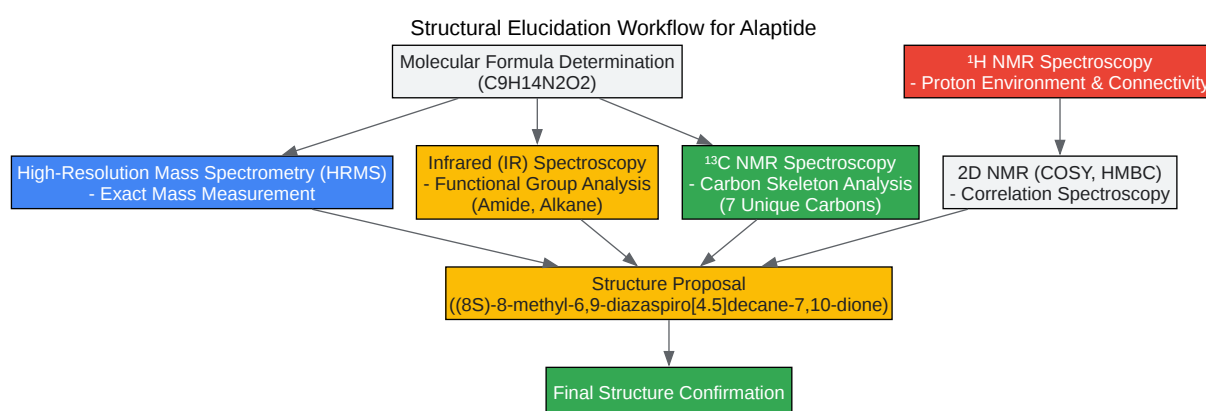 Structural Elucidation Workflow for Alaptide
Molecular Formula Determination
(C9H14N2O2)
¹H NMR Spectroscopy
- Proton Environment & Connectivity
High-Resolution Mass Spectrometry (HRMS)
- Exact Mass Measurement
Infrared (IR) Spectroscopy
- Functional Group Analysis
(Amide, Alkane)
¹³C NMR Spectroscopy
- Carbon Skeleton Analysis
(7 Unique Carbons)
2D NMR (COSY, HMBC)
- Correlation Spectroscopy
Structure Proposal
((8S)-8-methyl-6,9-diazaspiro[4.5]decane-7,10-dione)
Final Structure Confirmation